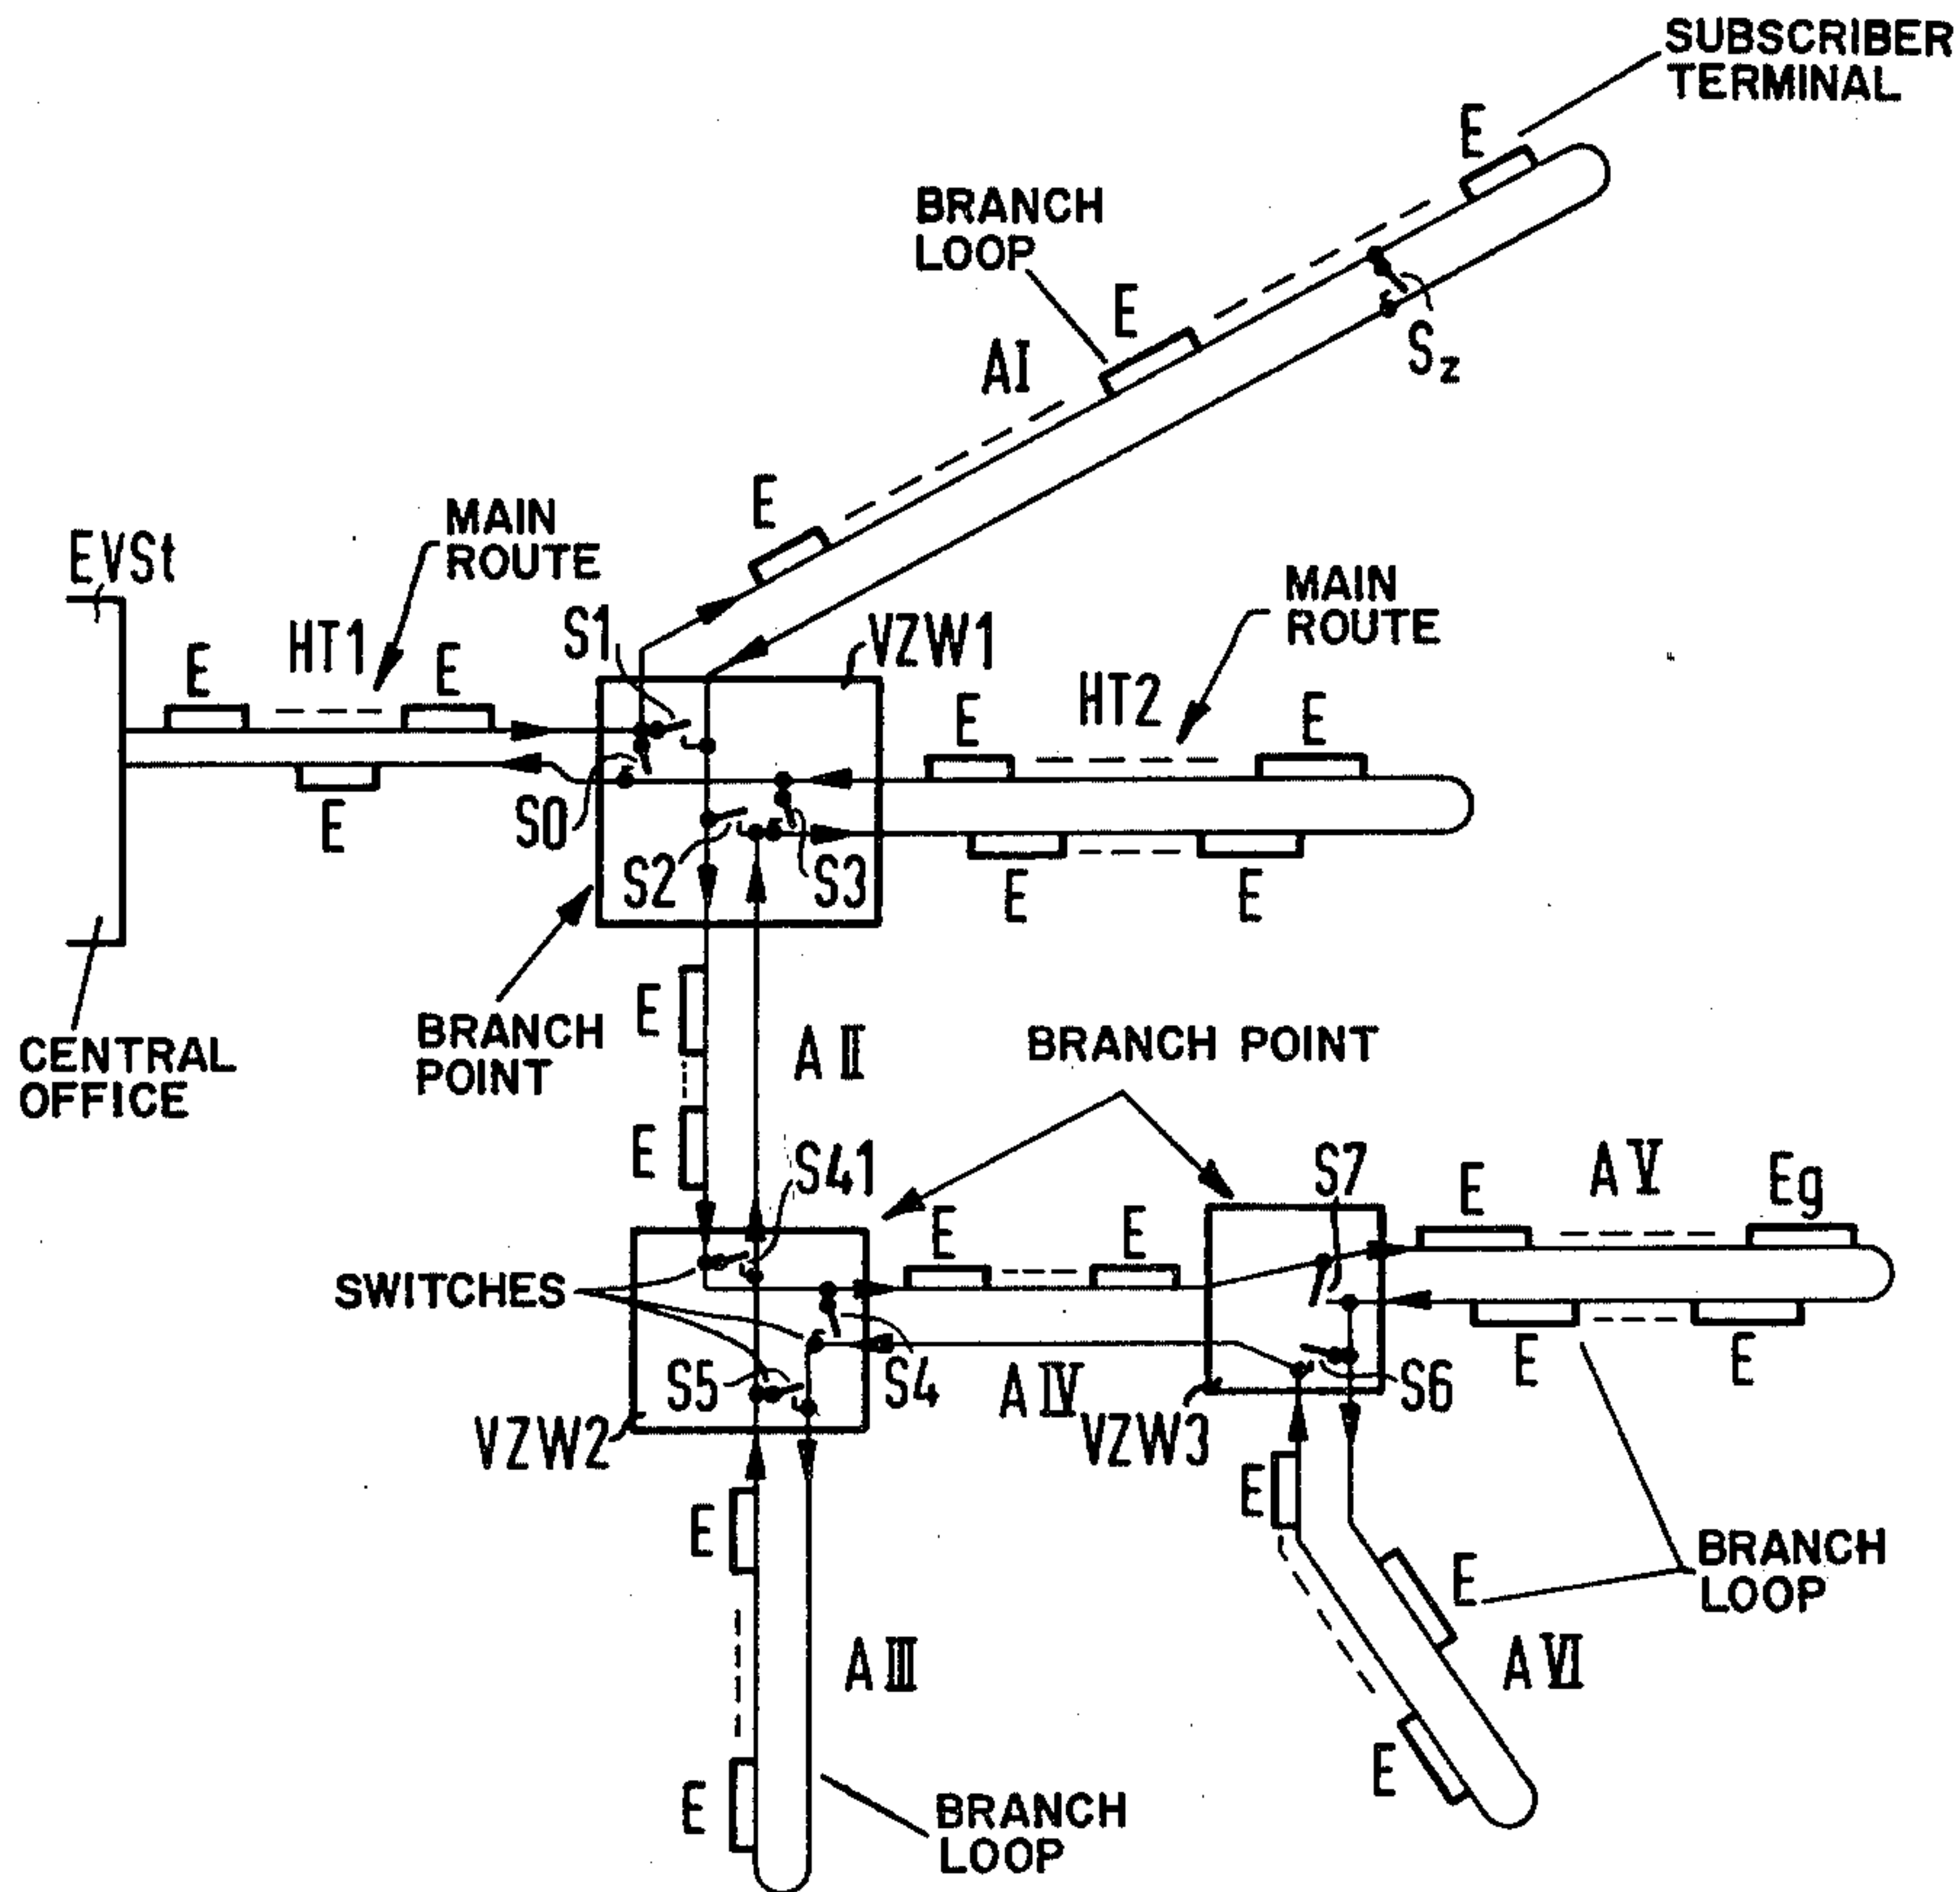 SUBSCRIBER
TERMINAL
E
BRANCH
LOOP
E
AI
Sz
E
MAIN
ROUTE
EVSt
HT1
E
E
S1
VZW1
MAIN
ROUTE
HT2
E
E
E
S0
S2
S3
E
E
BRANCH
POINT
E
A II
BRANCH POINT
CENTRAL
OFFICE
E
S41
S7
A V
E
Eg
E
E
SWITCHES
S5
S4
A IV
VZW3
S6
E
E
VZW2
E
E
E
BRANCH
LOOP
A III
A VI
E
E
BRANCH
LOOP